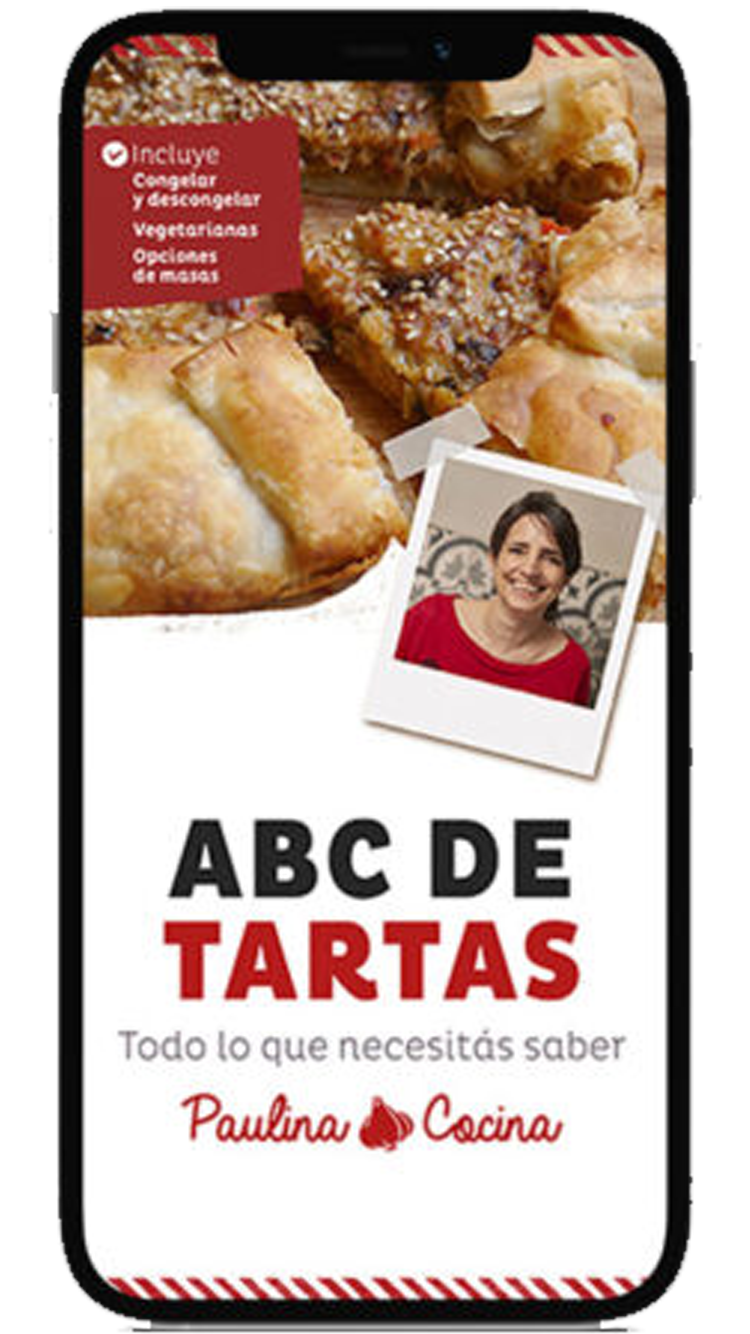 Incluye
Congelar
y descongelar
Vegetarianas
Opciones
de masas
ABC DE
TARTAS
Todo lo que necesitás saber
Paulina Cocina